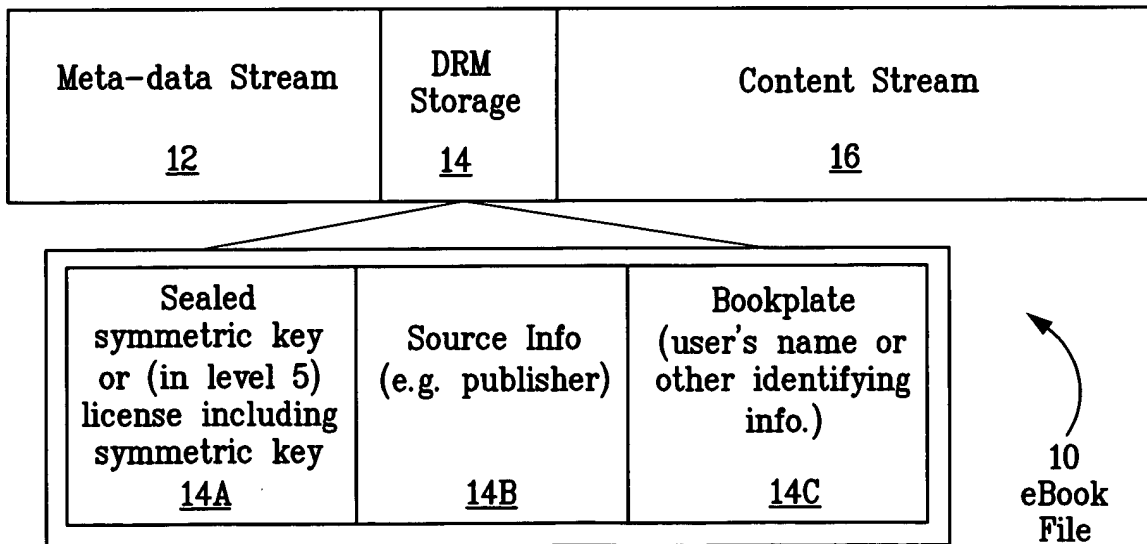 Meta-data Stream
12
DRM
Storage
14
Content Stream
16
Sealed
symmetric key
or (in level 5)
license including
symmetric key
14A
Source Info
(e.g. publisher)
14B
Bookplate
(user's name or
other identifying
info.)
14C
10
eBook
File